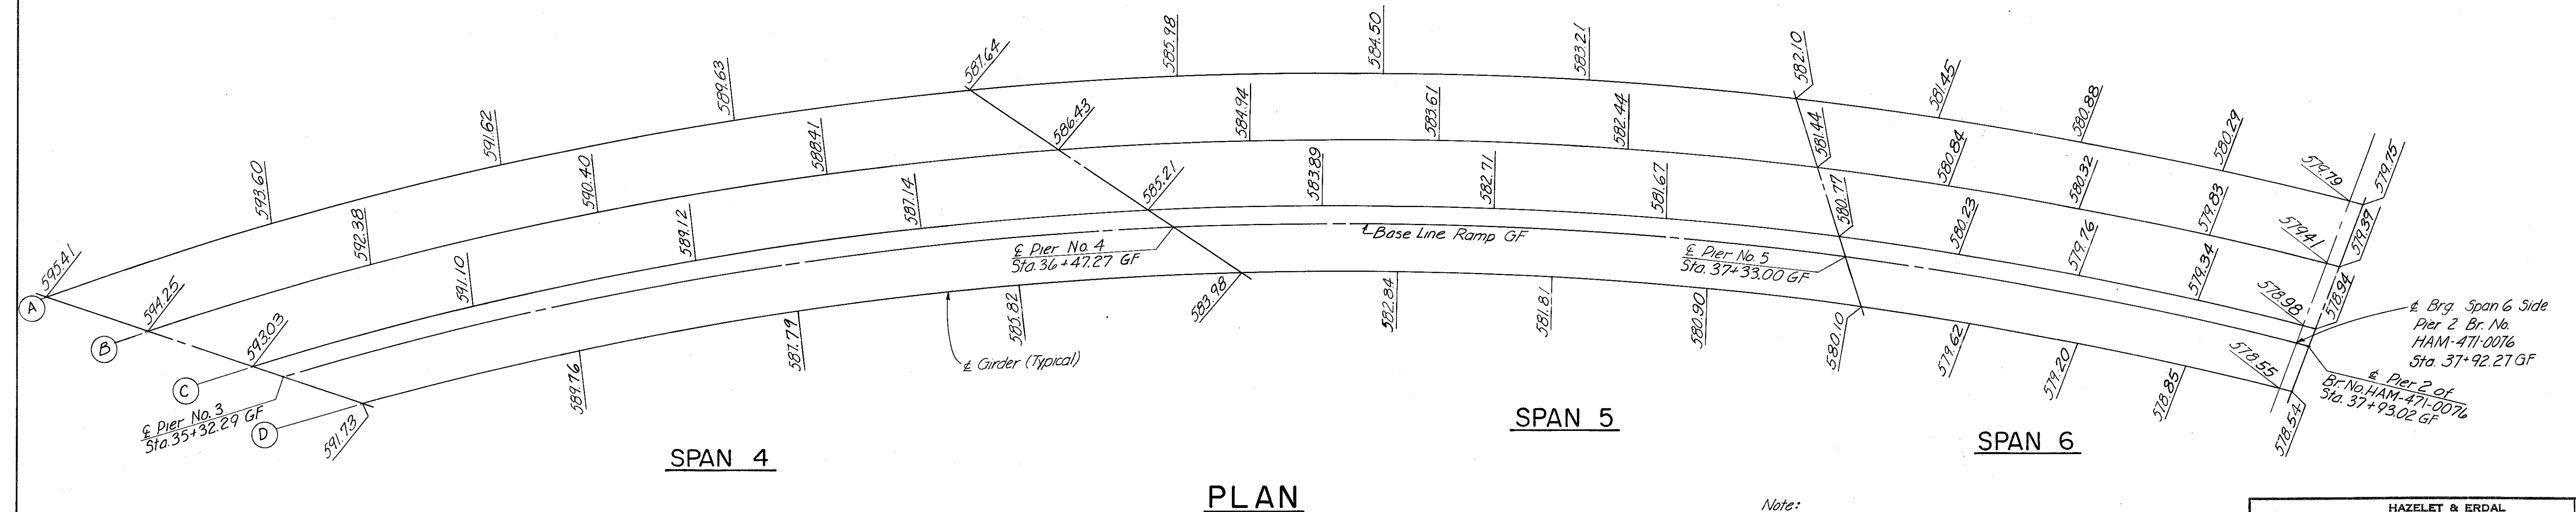 595.41
593.60
591.62
589.63
587.64
585.98
584.50
583.21
582.10
581.45
580.88
580.29
579.79
579.75
A
594.25
592.38
590.40
588.41
586.43
584.94
583.61
582.44
581.44
580.84
580.32
579.83
579.41
579.39
B
593.03
591.10
589.12
587.14
585.21
583.89
582.71
581.67
580.77
580.23
579.76
579.34
578.98
578.94
C
℄ Pier No. 3
Sta. 35+32.29 GF
℄ Pier No. 4
Sta. 36+47.27 GF
℄ Base Line Ramp GF
℄ Pier No. 5
Sta. 37+33.00 GF
D
591.73
589.76
587.79
585.82
583.98
582.84
581.81
580.90
580.10
579.62
579.20
578.85
578.55
578.54
℄ Girder (Typical)
℄ Brg. Span 6 Side
Pier 2 Br. No.
HAM-471-0076
Sta. 37+92.27 GF
℄ Pier 2 of
Br. No. HAM-471-0076
Sta. 37+93.02 GF
SPAN 4
SPAN 5
SPAN 6
PLAN
Note:
HAZELET & ERDAL